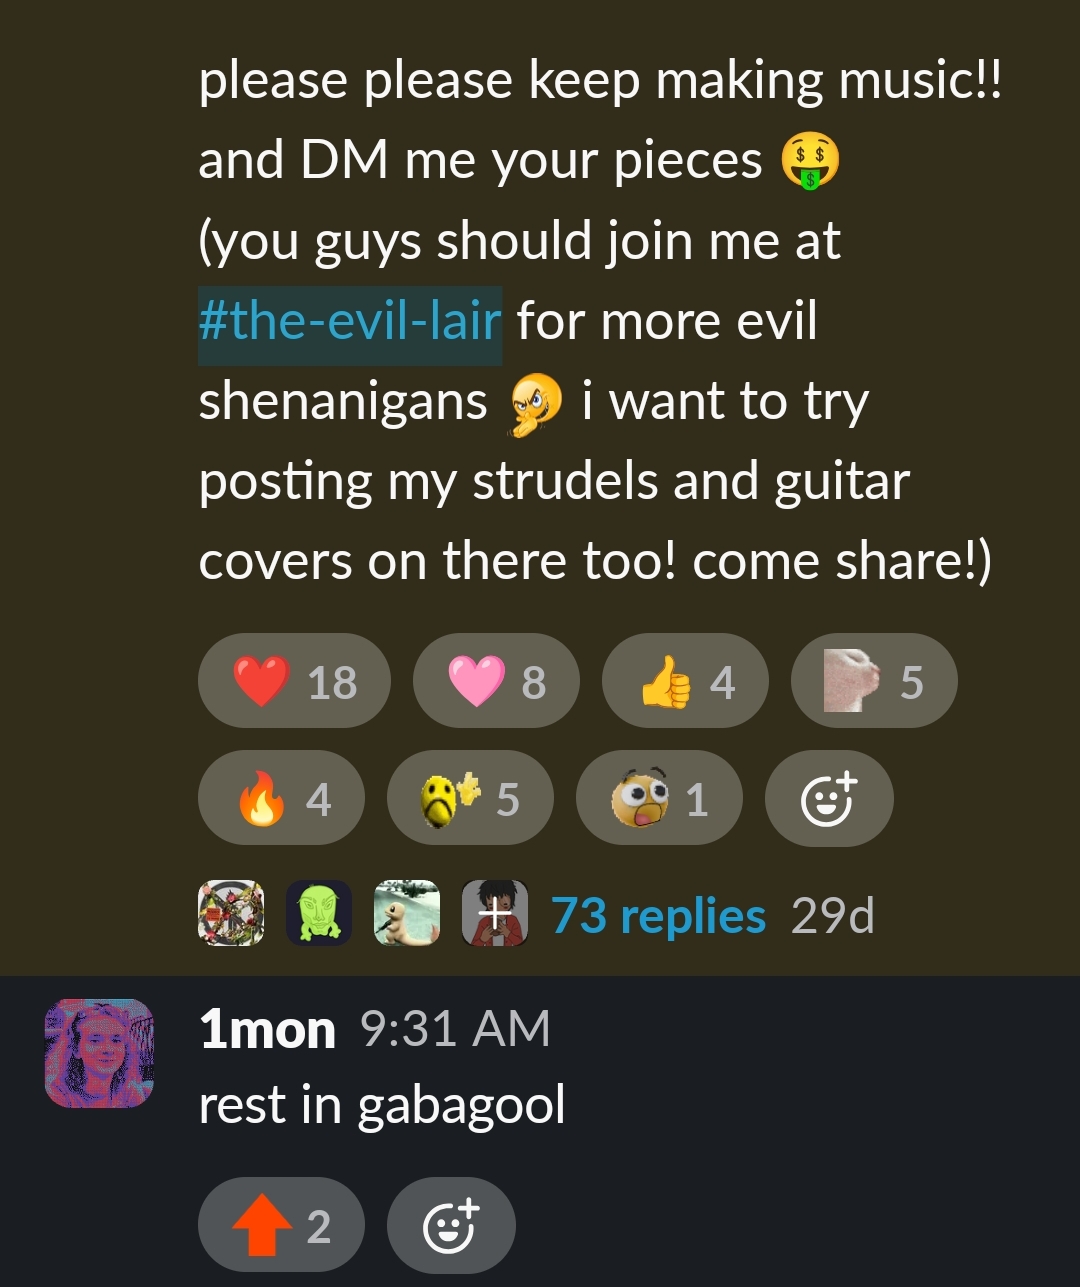 please please keep making music!!
and DM me your pieces 🤑
(you guys should join me at
#the-evil-lair for more evil
shenanigans i want to try
posting my strudels and guitar
covers on there too! come share!)
❤️ 18 🩷 8 👍 4 5
🔥 4 5 1
73 replies 29d
1mon 9:31 AM
rest in gabagool
2